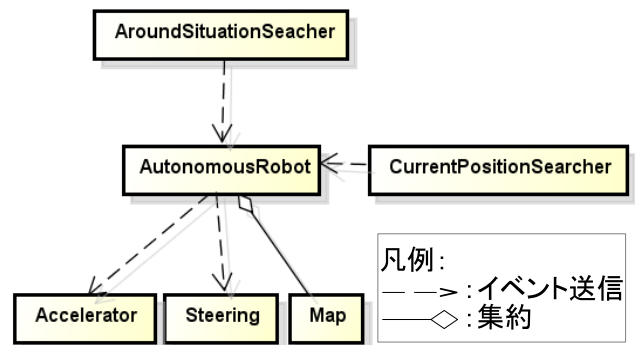 AroundSituationSeacher
AutonomousRobot
CurrentPositionSearcher
Accelerator
Steering
Map
凡例:
:イベント送信
:集約